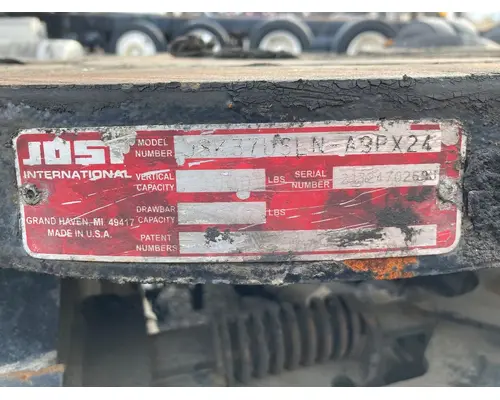 JOST
INTERNATIONAL
GRAND HAVEN, MI 49417
MADE IN U.S.A.
MODEL NUMBER
A3PX24
VERTICAL CAPACITY LBS
SERIAL NUMBER
DRAWBAR CAPACITY LBS
PATENT NUMBERS